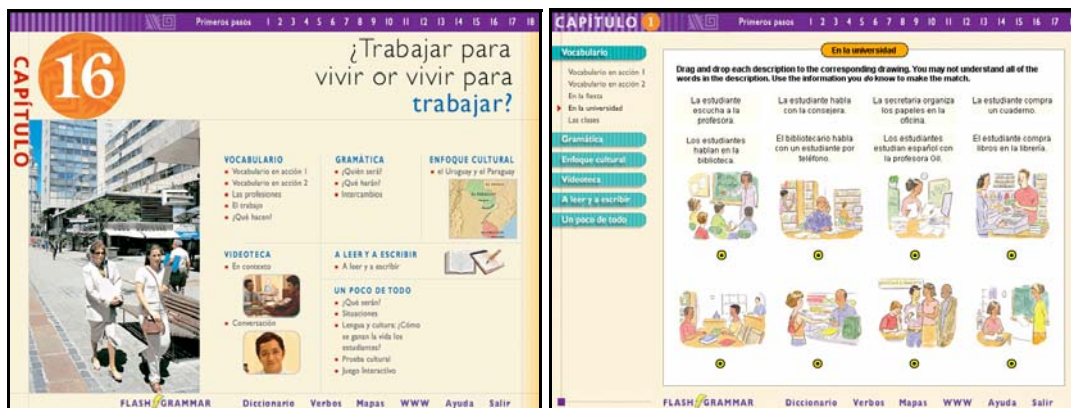 Primeros pasos 1 2 3 4 5 6 7 8 9 10 11 12 13 14 15 16 17 18
CAPÍTULO
16
¿Trabajar para
vivir or vivir para
trabajar?
VOCABULARIO
Vocabulario en acción 1
Vocabulario en acción 2
Las profesiones
El trabajo
¿Qué hacen?
GRAMÁTICA
¿Quién será?
¿Qué harán?
Intercambios
ENFOQUE CULTURAL
el Uruguay y el Paraguay
VIDEOTECA
En contexto
Conversación
A LEER Y A ESCRIBIR
A leer y a escribir
UN POCO DE TODO
¿Qué serán?
Situaciones
Lengua y cultura: ¿Cómo
se ganan la vida los
estudiantes?
Prueba cultural
Juego Interactivo
FLASH GRAMMAR Diccionario Verbos Mapas WWW Ayuda Salir
CAPÍTULO 1 Primeros pasos 1 2 3 4 5 6 7 8 9 10 11 12 13 14 15 16 17
Vocabulario
Vocabulario en acción 1
Vocabulario en acción 2
En la fiesta
En la universidad
Las clases
Gramática
Enfoque cultural
Videoteca
A leer y a escribir
Un poco de todo
En la universidad
Drag and drop each description to the corresponding drawing. You may not understand all of the
words in the description. Use the information you do know to make the match.
La estudiante
escucha a la
profesora.
La estudiante habla
con la consejera.
La secretaria organiza
los papeles en la
oficina.
La estudiante compra
un cuaderno.
Los estudiantes
hablan en la
biblioteca.
El bibliotecario habla
con un estudiante por
teléfono.
Los estudiantes
estudian español con
la profesora Gil.
El estudiante compra
libros en la librería.
FLASH GRAMMAR Diccionario Verbos Mapas WWW Ayuda Salir